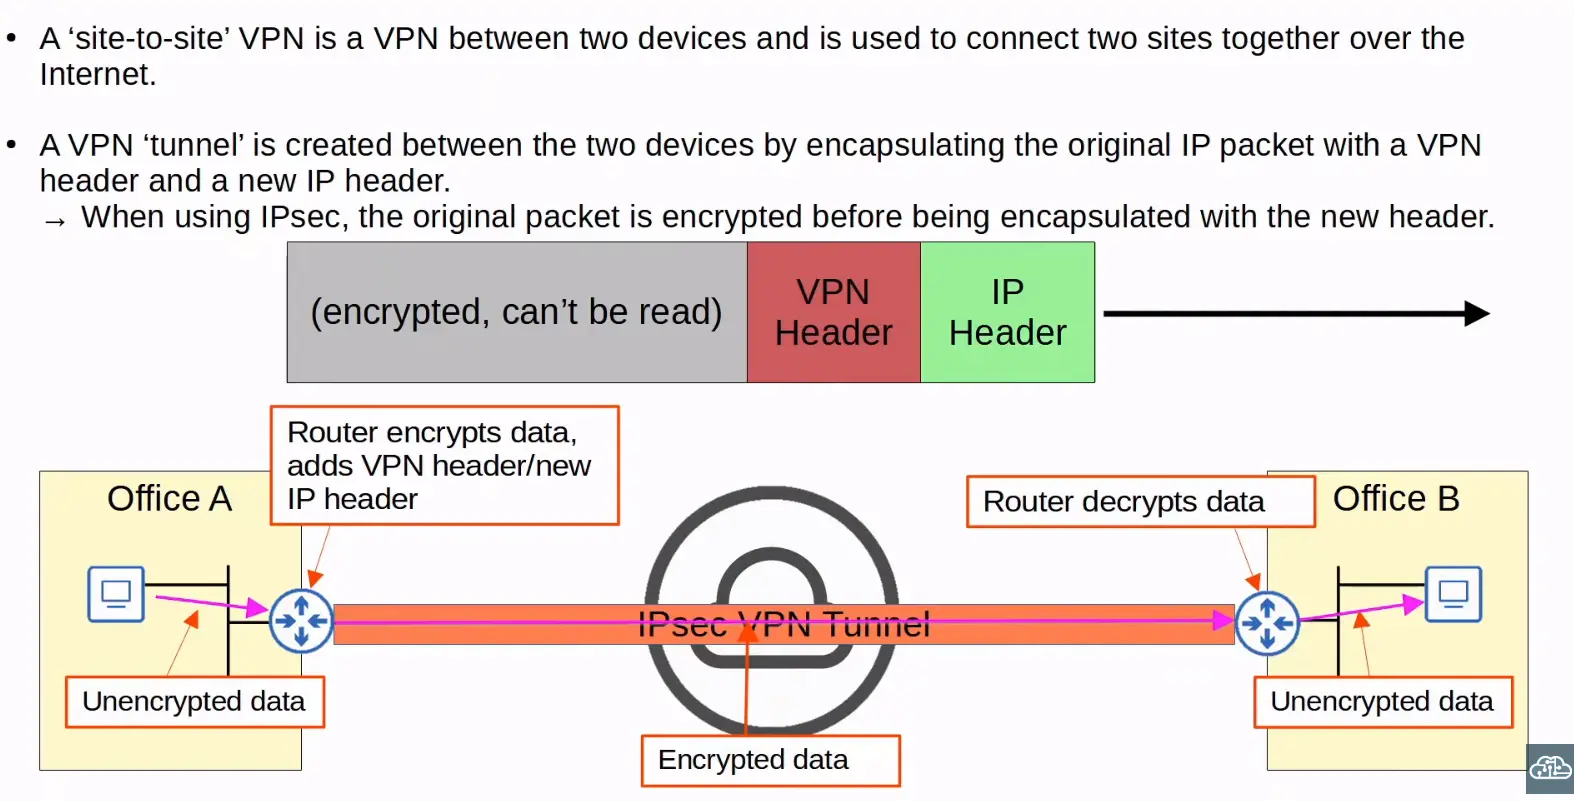 • A ‘site-to-site’ VPN is a VPN between two devices and is used to connect two sites together over the
Internet.
• A VPN ‘tunnel’ is created between the two devices by encapsulating the original IP packet with a VPN
header and a new IP header.
→ When using IPsec, the original packet is encrypted before being encapsulated with the new header.
(encrypted, can’t be read)
VPN
Header
IP
Header
Router encrypts data,
adds VPN header/new
IP header
Office A
Router decrypts data
Office B
IPsec VPN Tunnel
Unencrypted data
Unencrypted data
Encrypted data